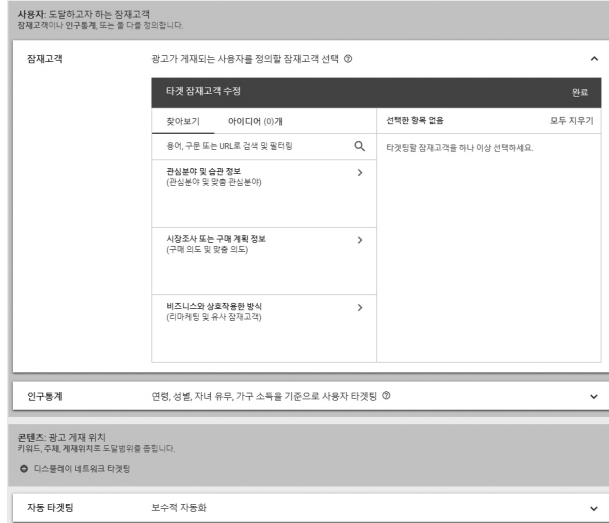 사용자: 도달하고자 하는 잠재고객
잠재고객이나 인구통계, 또는 둘 다를 정의합니다.
잠재고객
광고가 게재되는 사용자를 정의할 잠재고객 선택 ?
타겟 잠재고객 수정
완료
찾아보기
아이디어 (0)개
선택한 항목 없음
모두 지우기
용어, 구문 또는 URL로 검색 및 필터링
타겟팅할 잠재고객을 하나 이상 선택하세요.
관심분야 및 습관 정보
(관심분야 및 맞춤 관심분야)
시장조사 또는 구매 계획 정보
(구매 의도 및 맞춤 의도)
비즈니스와 상호작용한 방식
(리마케팅 및 유사 잠재고객)
인구통계
연령, 성별, 자녀 유무, 가구 소득을 기준으로 사용자 타겟팅 ?
콘텐츠: 광고 게재 위치
키워드, 주제, 게재위치로 도달범위를 좁힙니다.
디스플레이 네트워크 타겟팅
자동 타겟팅
보수적 자동화